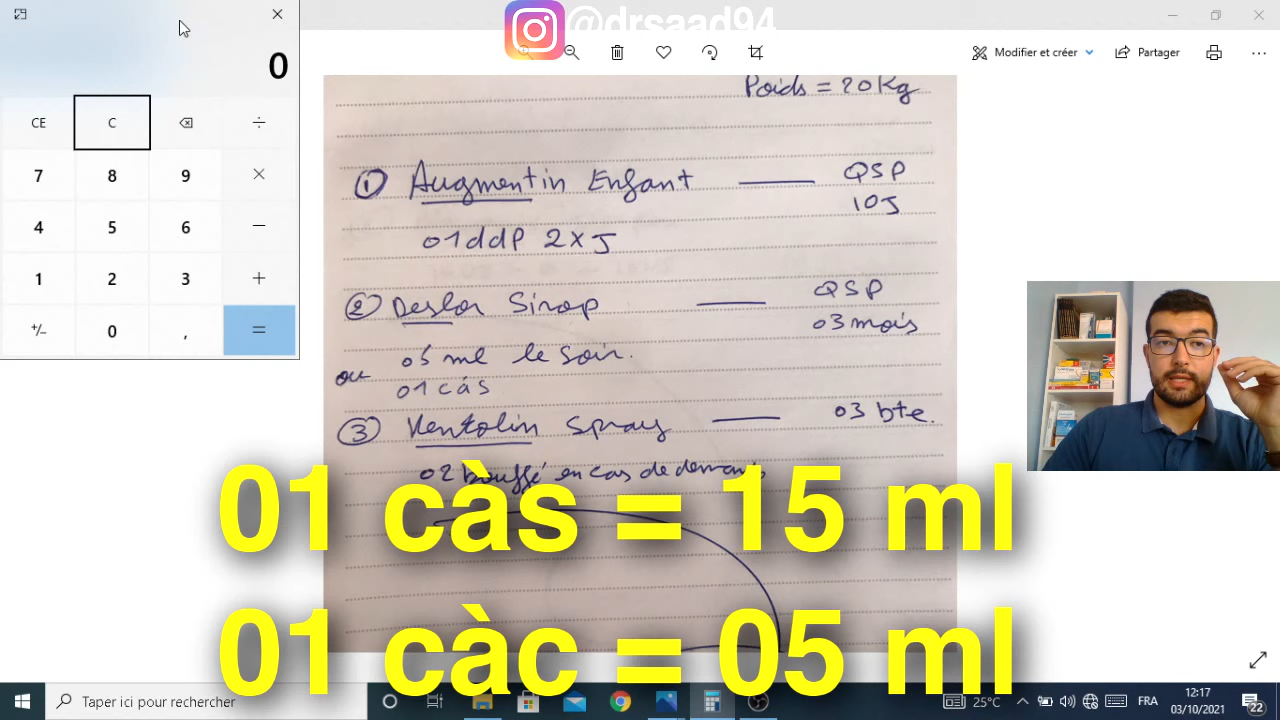 @drsaad94
0
CE C ÷
7 8 9 ×
4 5 6 −
1 2 3 +
+/- 0 =
Modifier et créer
Partager
Poids = 20 Kg
① Augmentin Enfant — QSP
10J
01 ddP 2 x J
② Deslor Sirop — QSP
03 mois
05 ml le soir.
ou
01 càs
③ Ventolin Spray — 03 bte.
02 bouffé en cas de
01 càs = 15 ml
01 càc = 05 ml
Taper ici pour rechercher
25°C
FRA
12:17
03/10/2021
22